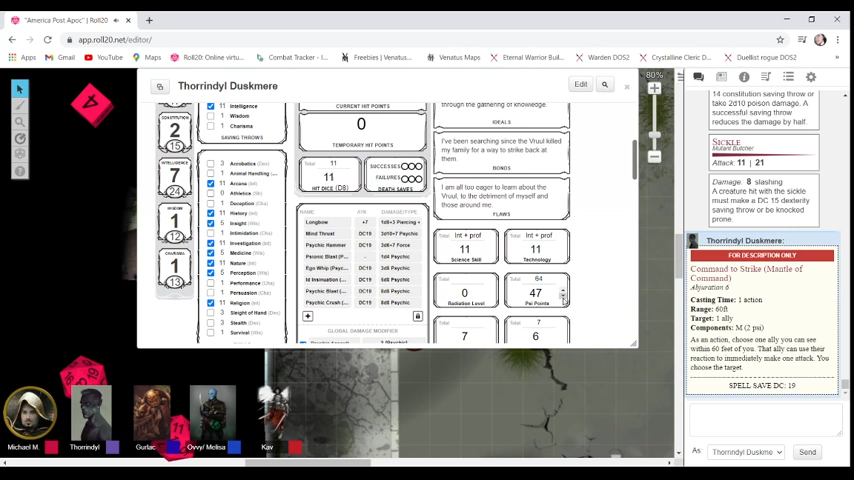 "America Post Apoc" | Roll20
app.roll20.net/editor/
Apps
Gmail
YouTube
Maps
Roll20: Online virtu...
Combat Tracker - I...
Freebies | Venatus...
Venatus Maps
Eternal Warrior Buil...
Warden DOS2
Crystalline Cleric D...
Duellist rogue DOS2
Thorrindyl Duskmere
Edit
80%
CONSTITUTION
2
15
INTELLIGENCE
7
24
WISDOM
1
12
CHARISMA
1
13
11 Intelligence
1 Wisdom
1 Charisma
SAVING THROWS
3 Acrobatics (Dex)
1 Animal Handling (...
11 Arcana (Int)
0 Athletics (Str)
1 Deception (Cha)
11 History (Int)
5 Insight (Wis)
1 Intimidation (Cha)
11 Investigation (Int)
5 Medicine (Wis)
11 Nature (Int)
5 Perception (Wis)
1 Performance (Cha)
1 Persuasion (Cha)
11 Religion (Int)
3 Sleight of Hand (Dex)
3 Stealth (Dex)
1 Survival (Wis)
CURRENT HIT POINTS
0
TEMPORARY HIT POINTS
Total 11
11
HIT DICE (D8)
SUCCESSES
FAILURES
DEATH SAVES
NAME ATK DAMAGE/TYPE
Longbow +7 1d8+3 Piercing +
Mind Thrust DC19 3d10+7 Psychic
Psychic Hammer DC19 3d6+7 Force
DC19 3d6 Psychic
Id Insinuation (... DC19 5d8 Psychic
Psychic Blast (... DC19
Psychic Crush (... DC19 8d8 Psychic
GLOBAL DAMAGE MODIFIER
through the gathering of knowledge.
IDEALS
I've been searching since the Vruul killed
my family for a way to strike back at
them.
BONDS
I am all too eager to learn about the
Vruul, to the detriment of myself and
those around me.
FLAWS
Total Int + prof
11
Science Skill
Total Int + prof
11
Technology
Total
0
Radiation Level
Total 64
47
Psi Points
Total
7
Total 7
6
14 constitution saving throw or
take 2d10 poison damage. A
successful saving throw
reduces the damage by half.
SICKLE
Mutant Butcher
Attack: 11 | 21
Damage: 8 slashing
A creature hit with the sickle
must make a DC 15 dexterity
saving throw or be knocked
prone.
Thorrindyl Duskmere:
FOR DESCRIPTION ONLY
Command to Strike (Mantle of
Command)
Abjuration 6
Casting Time: 1 action
Range: 60ft
Target: 1 ally
Components: M (2 psi)
As an action, choose one ally you can see
within 60 feet of you. That ally can use their
reaction to immediately make one attack. You
choose the target.
SPELL SAVE DC: 19
As:
Thorrindyl Duskme
Send
4
11
Michael M.
Thorrindyl
Gurlac
Ovvy/ Melisa
Kav